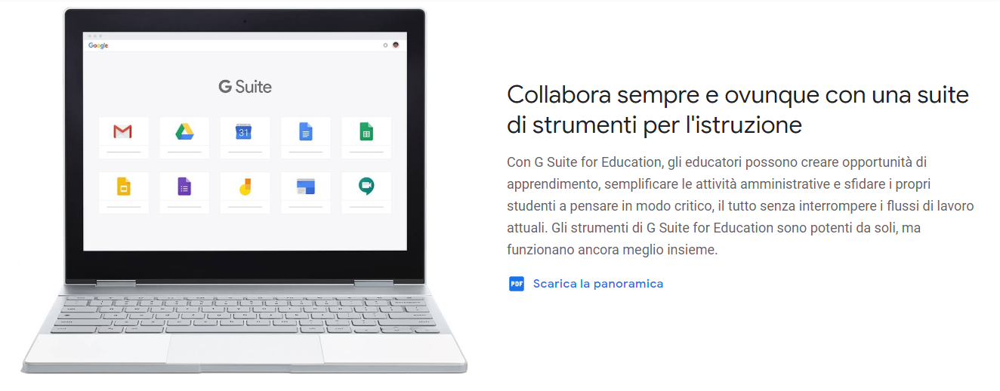 Google
G Suite
31
Collabora sempre e ovunque con una suite
di strumenti per l'istruzione
Con G Suite for Education, gli educatori possono creare opportunità di
apprendimento, semplificare le attività amministrative e sfidare i propri
studenti a pensare in modo critico, il tutto senza interrompere i flussi di lavoro
attuali. Gli strumenti di G Suite for Education sono potenti da soli, ma
funzionano ancora meglio insieme.
PDF Scarica la panoramica